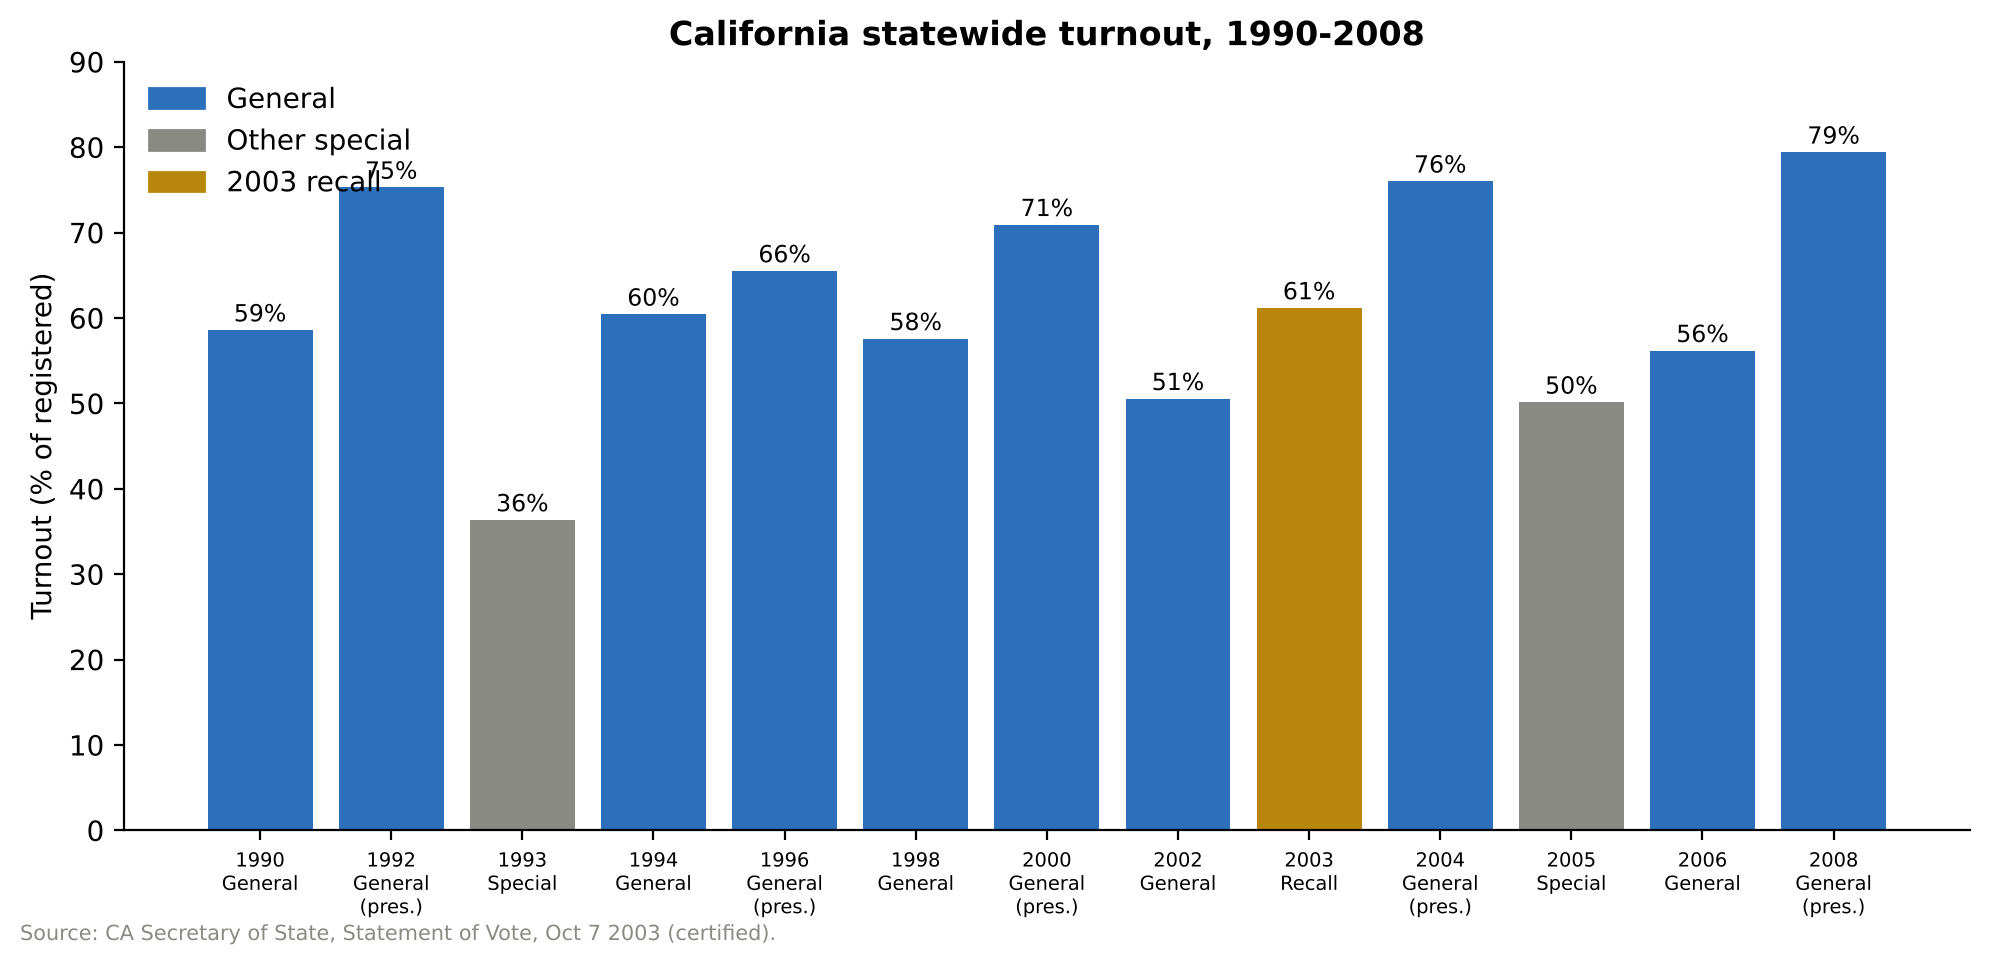 California statewide turnout, 1990-2008
Turnout (% of registered)
90
80
70
60
50
40
30
20
10
0
General
Other special
2003 recall
59%
75%
36%
60%
66%
58%
71%
51%
61%
76%
50%
56%
79%
1990
General
1992
General
(pres.)
1993
Special
1994
General
1996
General
(pres.)
1998
General
2000
General
(pres.)
2002
General
2003
Recall
2004
General
(pres.)
2005
Special
2006
General
2008
General
(pres.)
Source: CA Secretary of State, Statement of Vote, Oct 7 2003 (certified).